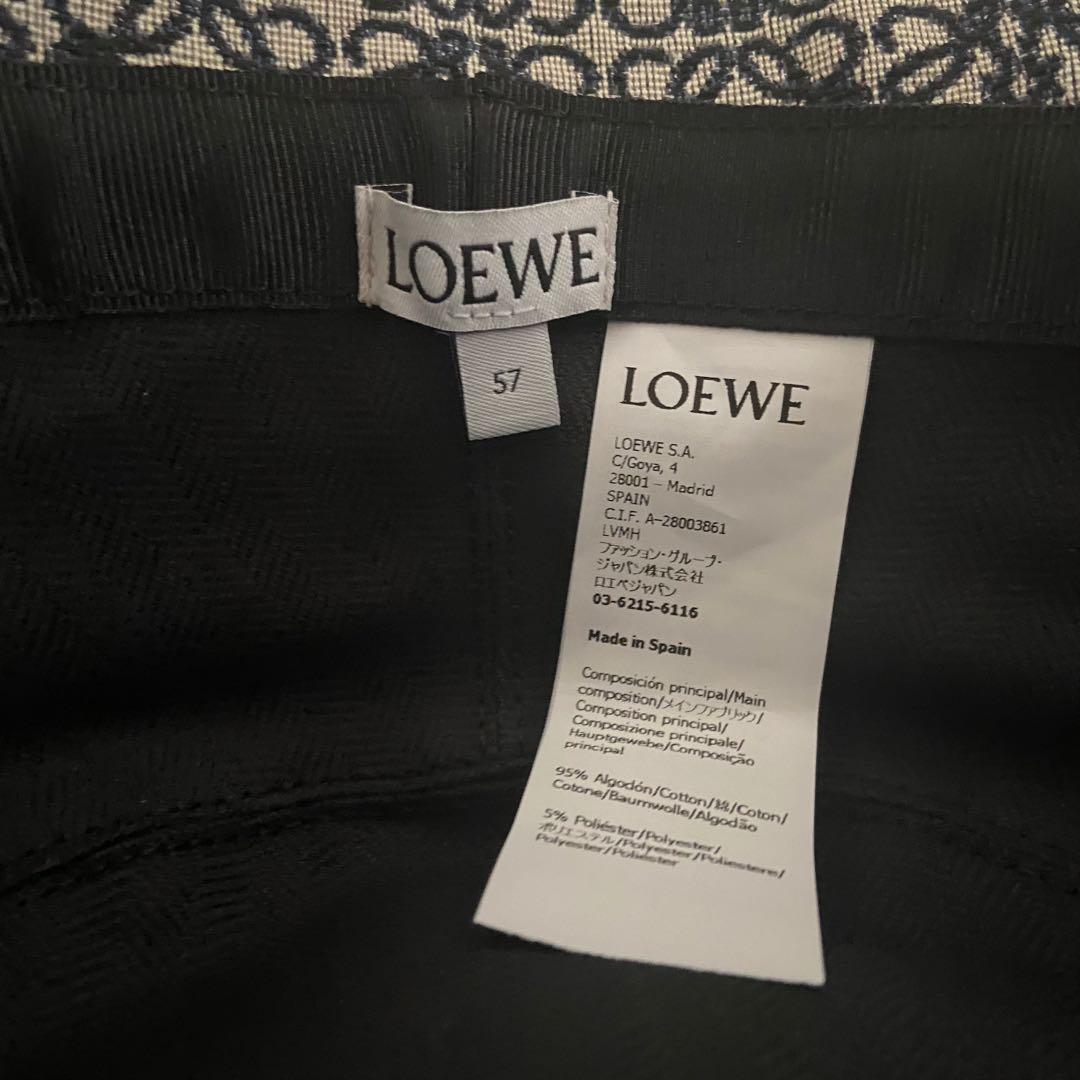 LOEWE
57
LOEWE
LOEWE S.A.
C/Goya, 4
28001 – Madrid
SPAIN
C.I.F. A-28003861
LVMH
ファッション・グループ・
ジャパン株式会社
ロエベジャパン
03-6215-6116
Made in Spain
Composición principal/Main
composition/メインファブリック/
Composition principal/
Composizione principale/
Hauptgewebe/Composição
principal
95% Algodón/Cotton/綿/Coton/
Cotone/Baumwolle/Algodão
5% Poliéster/Polyester/
ポリエステル/Polyester/Poliestere/
Polyester/Poliéster